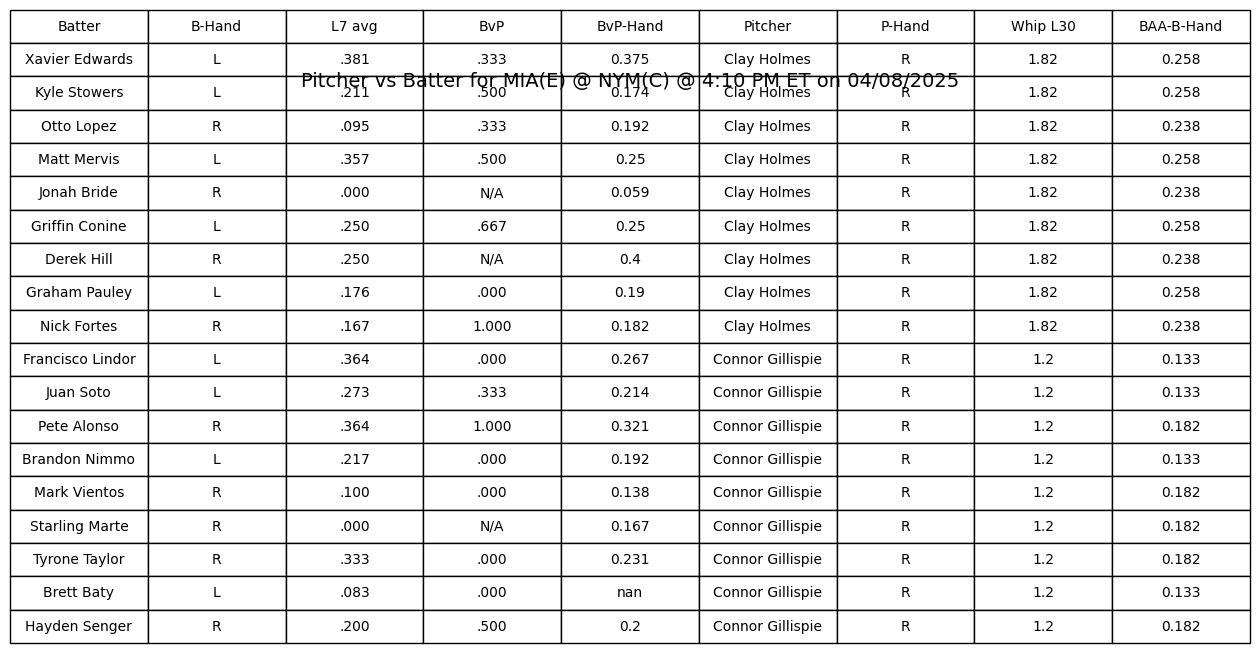 Batter B-Hand L7 avg BvP BvP-Hand Pitcher P-Hand Whip L30 BAA-B-Hand
Xavier Edwards L .381 .333 0.375 Clay Holmes R 1.82 0.258
Pitcher vs Batter for MIA(E) @ NYM(C) @ 4:10 PM ET on 04/08/2025
Kyle Stowers L .211 .500 0.174 Clay Holmes R 1.82 0.258
Otto Lopez R .095 .333 0.192 Clay Holmes R 1.82 0.238
Matt Mervis L .357 .500 0.25 Clay Holmes R 1.82 0.258
Jonah Bride R .000 N/A 0.059 Clay Holmes R 1.82 0.238
Griffin Conine L .250 .667 0.25 Clay Holmes R 1.82 0.258
Derek Hill R .250 N/A 0.4 Clay Holmes R 1.82 0.238
Graham Pauley L .176 .000 0.19 Clay Holmes R 1.82 0.258
Nick Fortes R .167 1.000 0.182 Clay Holmes R 1.82 0.238
Francisco Lindor L .364 .000 0.267 Connor Gillispie R 1.2 0.133
Juan Soto L .273 .333 0.214 Connor Gillispie R 1.2 0.133
Pete Alonso R .364 1.000 0.321 Connor Gillispie R 1.2 0.182
Brandon Nimmo L .217 .000 0.192 Connor Gillispie R 1.2 0.133
Mark Vientos R .100 .000 0.138 Connor Gillispie R 1.2 0.182
Starling Marte R .000 N/A 0.167 Connor Gillispie R 1.2 0.182
Tyrone Taylor R .333 .000 0.231 Connor Gillispie R 1.2 0.182
Brett Baty L .083 .000 nan Connor Gillispie R 1.2 0.133
Hayden Senger R .200 .500 0.2 Connor Gillispie R 1.2 0.182